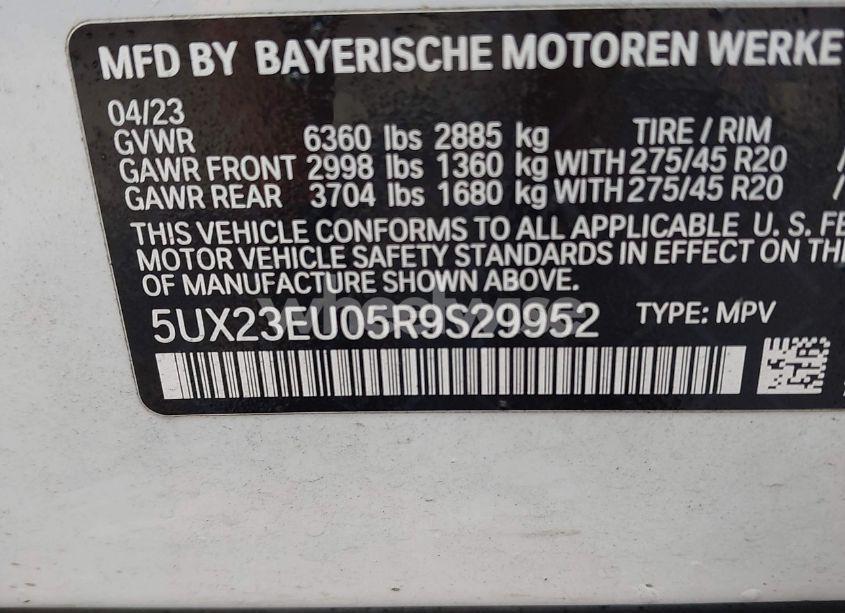 MFD BY BAYERISCHE MOTOREN WERKE
04/23
GVWR 6360 lbs 2885 kg TIRE / RIM
GAWR FRONT 2998 lbs 1360 kg WITH 275/45 R20 /
GAWR REAR 3704 lbs 1680 kg WITH 275/45 R20 /
THIS VEHICLE CONFORMS TO ALL APPLICABLE U. S. FE
MOTOR VEHICLE SAFETY STANDARDS IN EFFECT ON THE
OF MANUFACTURE SHOWN ABOVE.
5UX23EU05R9S29952 TYPE: MPV